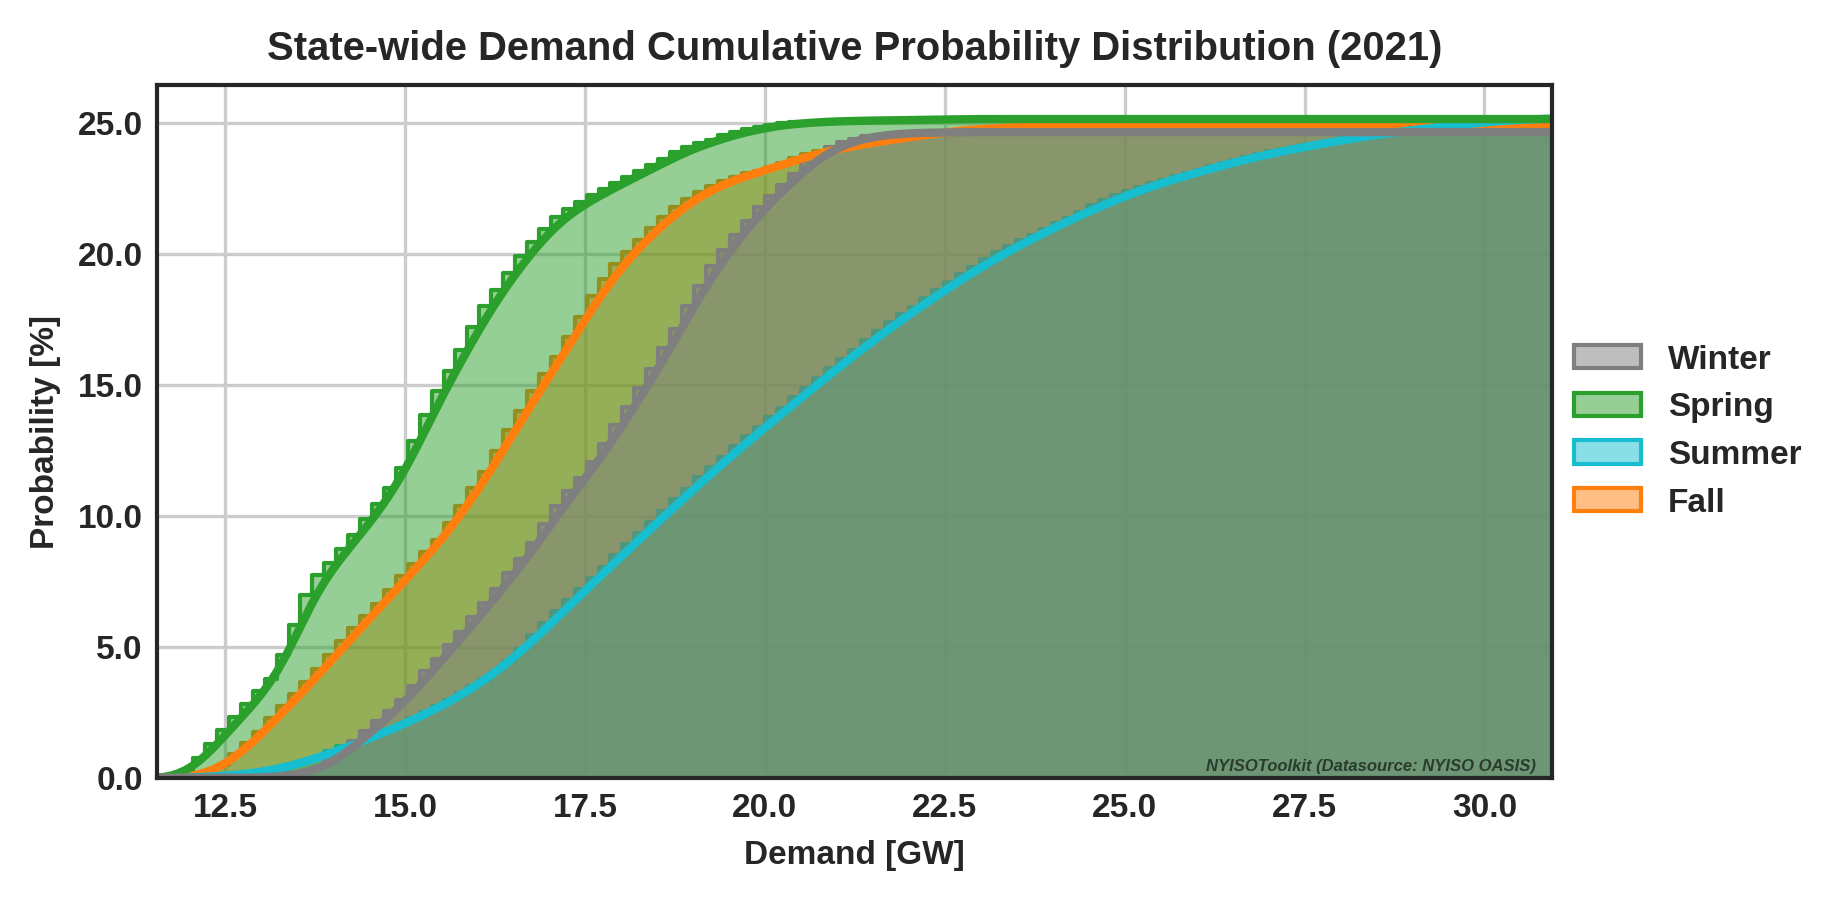 State-wide Demand Cumulative Probability Distribution (2021)
25.0
20.0
15.0
10.0
5.0
0.0
Probability [%]
12.5 15.0 17.5 20.0 22.5 25.0 27.5 30.0
Demand [GW]
NYISOToolkit (Datasource: NYISO OASIS)
Winter
Spring
Summer
Fall